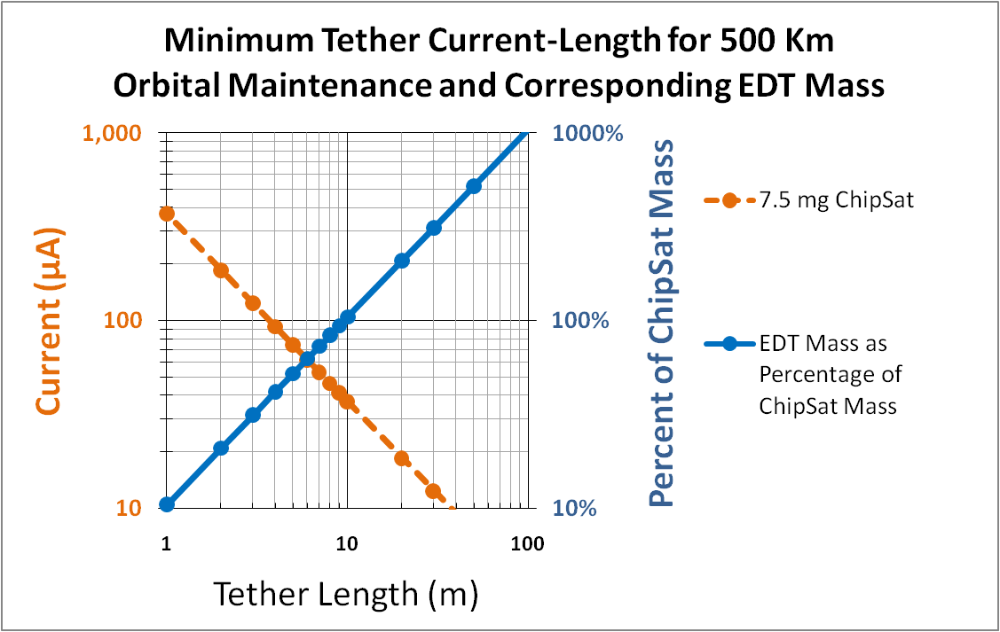 Minimum Tether Current-Length for 500 Km
Orbital Maintenance and Corresponding EDT Mass
1,000
100
10
Current (µA)
1000%
100%
10%
Percent of ChipSat Mass
1
10
100
Tether Length (m)
7.5 mg ChipSat
EDT Mass as
Percentage of
ChipSat Mass